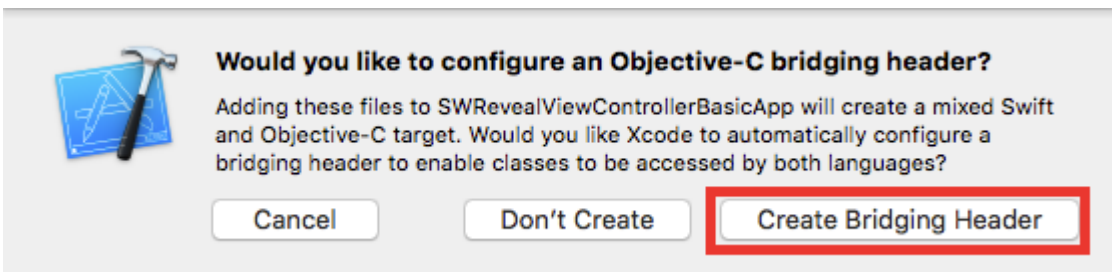 Would you like to configure an Objective-C bridging header?
Adding these files to SWRevealViewControllerBasicApp will create a mixed Swift
and Objective-C target. Would you like Xcode to automatically configure a
bridging header to enable classes to be accessed by both languages?
Cancel Don't Create Create Bridging Header